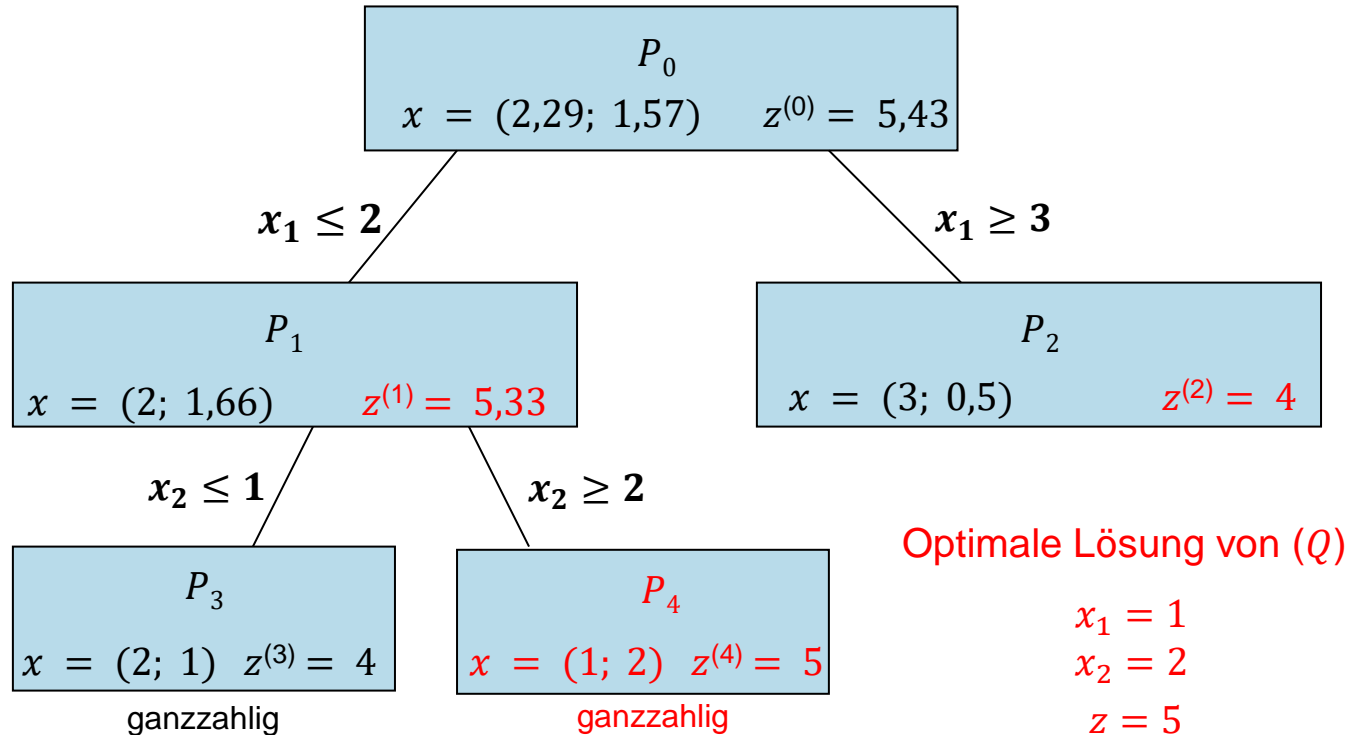 P₀
x = (2,29; 1,57) z⁽⁰⁾ = 5,43
x₁ ≤ 2
x₁ ≥ 3
P₁
x = (2; 1,66) z⁽¹⁾ = 5,33
P₂
x = (3; 0,5) z⁽²⁾ = 4
x₂ ≤ 1
x₂ ≥ 2
P₃
x = (2; 1) z⁽³⁾ = 4
ganzzahlig
P₄
x = (1; 2) z⁽⁴⁾ = 5
ganzzahlig
Optimale Lösung von (Q)
x₁ = 1
x₂ = 2
z = 5